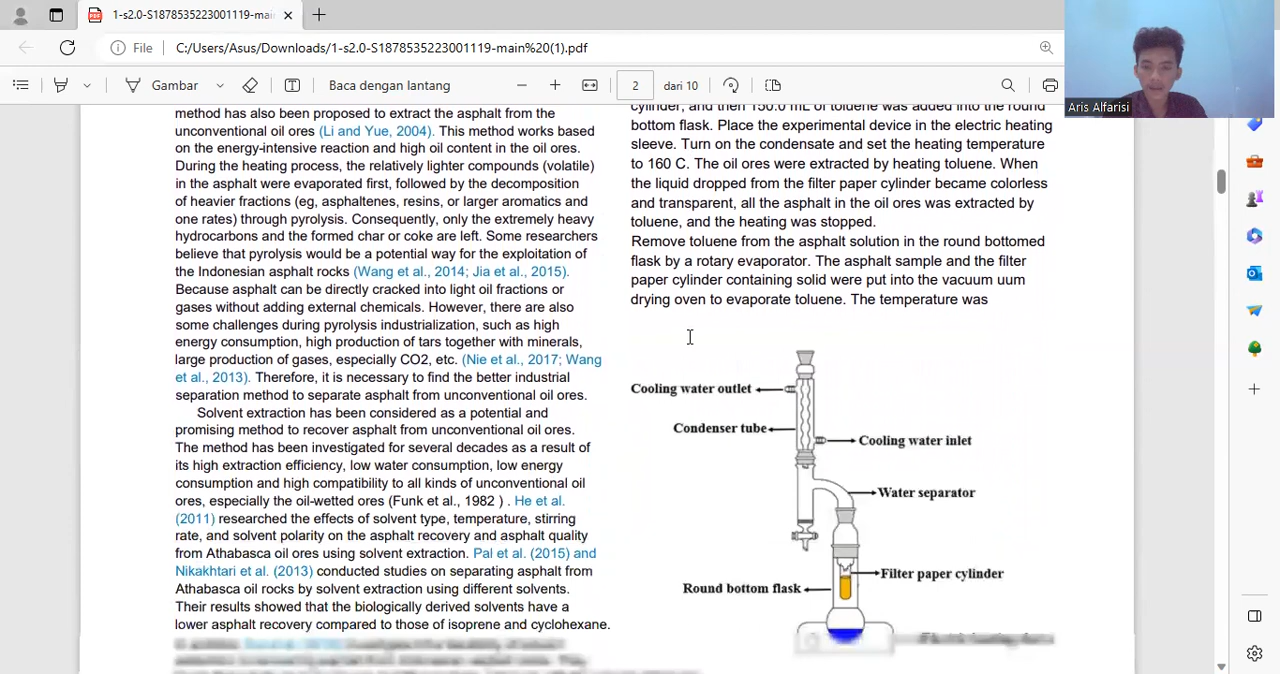 1-s2.0-S1878535223001119-mai
File
C:/Users/Asus/Downloads/1-s2.0-S1878535223001119-main%20(1).pdf
Gambar
Baca dengan lantang
2
dari 10
Aris Alfarisi
method has also been proposed to extract the asphalt from the
unconventional oil ores (Li and Yue, 2004). This method works based
on the energy-intensive reaction and high oil content in the oil ores.
During the heating process, the relatively lighter compounds (volatile)
in the asphalt were evaporated first, followed by the decomposition
of heavier fractions (eg, asphaltenes, resins, or larger aromatics and
one rates) through pyrolysis. Consequently, only the extremely heavy
hydrocarbons and the formed char or coke are left. Some researchers
believe that pyrolysis would be a potential way for the exploitation of
the Indonesian asphalt rocks (Wang et al., 2014; Jia et al., 2015).
Because asphalt can be directly cracked into light oil fractions or
gases without adding external chemicals. However, there are also
some challenges during pyrolysis industrialization, such as high
energy consumption, high production of tars together with minerals,
large production of gases, especially CO2, etc. (Nie et al., 2017; Wang
et al., 2013). Therefore, it is necessary to find the better industrial
separation method to separate asphalt from unconventional oil ores.
Solvent extraction has been considered as a potential and
promising method to recover asphalt from unconventional oil ores.
The method has been investigated for several decades as a result of
its high extraction efficiency, low water consumption, low energy
consumption and high compatibility to all kinds of unconventional oil
ores, especially the oil-wetted ores (Funk et al., 1982 ) . He et al.
(2011) researched the effects of solvent type, temperature, stirring
rate, and solvent polarity on the asphalt recovery and asphalt quality
from Athabasca oil ores using solvent extraction. Pal et al. (2015) and
Nikakhtari et al. (2013) conducted studies on separating asphalt from
Athabasca oil rocks by solvent extraction using different solvents.
Their results showed that the biologically derived solvents have a
lower asphalt recovery compared to those of isoprene and cyclohexane.
cylinder, and then 150.0 mL of toluene was added into the round
bottom flask. Place the experimental device in the electric heating
sleeve. Turn on the condensate and set the heating temperature
to 160 C. The oil ores were extracted by heating toluene. When
the liquid dropped from the filter paper cylinder became colorless
and transparent, all the asphalt in the oil ores was extracted by
toluene, and the heating was stopped.
Remove toluene from the asphalt solution in the round bottomed
flask by a rotary evaporator. The asphalt sample and the filter
paper cylinder containing solid were put into the vacuum uum
drying oven to evaporate toluene. The temperature was
Cooling water outlet
Condenser tube
Cooling water inlet
Water separator
Filter paper cylinder
Round bottom flask